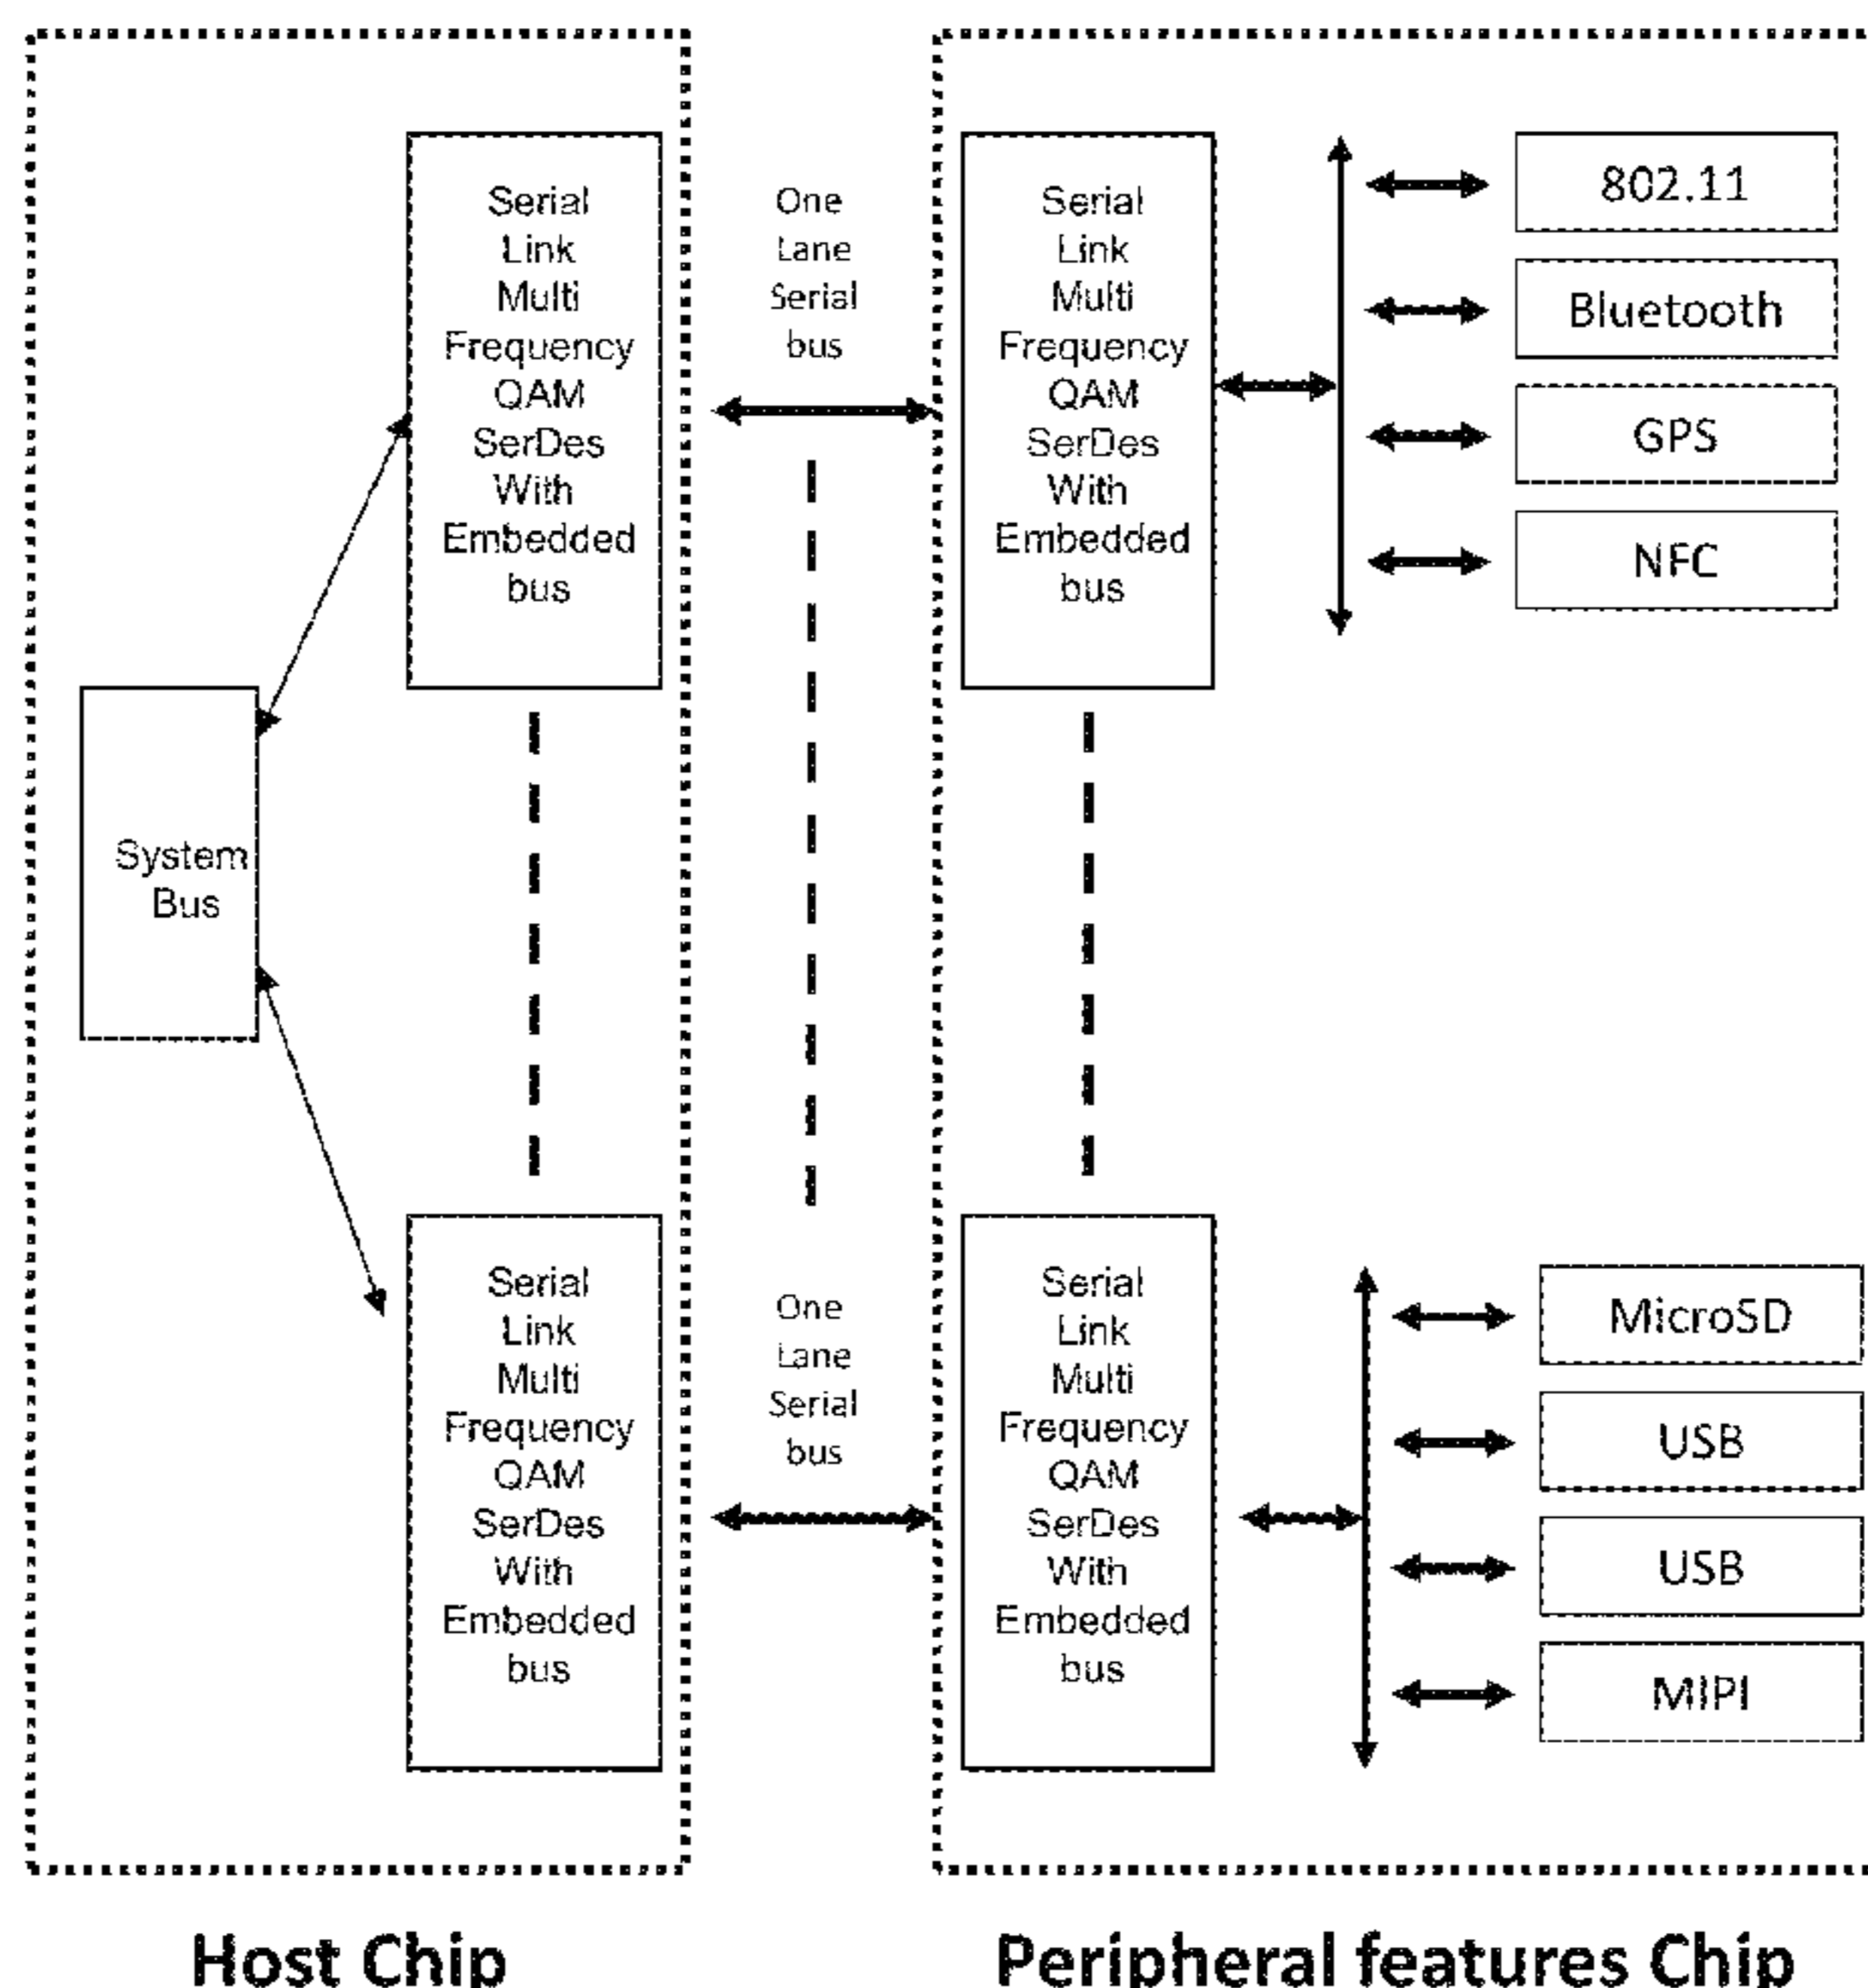 Serial
Link
Multi
Frequency
QAM
SerDes
With
Embedded
bus
One
Lane
Serial
bus
Serial
Link
Multi
Frequency
QAM
SerDes
With
Embedded
bus
802.11
Bluetooth
GPS
NFC
System
Bus
Serial
Link
Multi
Frequency
QAM
SerDes
With
Embedded
bus
One
Lane
Serial
bus
Serial
Link
Multi
Frequency
QAM
SerDes
With
Embedded
bus
MicroSD
USB
USB
MIPI
Host Chip
Peripheral features Chip